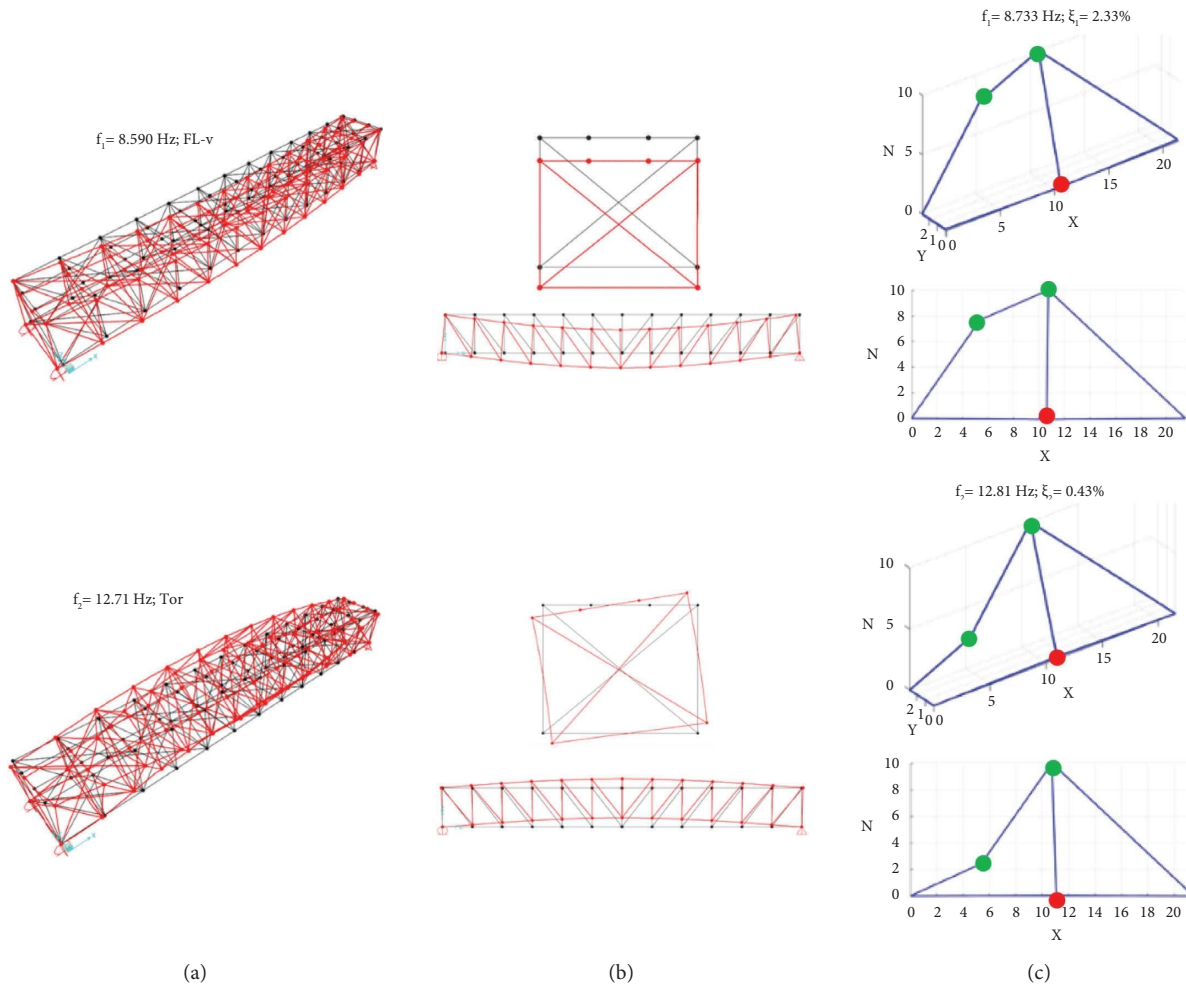 f₁= 8.733 Hz; ξ₁= 2.33%
f₁= 8.590 Hz; FL-v
10
5
0
N
2
1
0
0
5
10
15
20
X
Y
10
8
6
4
2
0
N
0 2 4 6 8 10 12 14 16 18 20
X
f₂= 12.81 Hz; ξ₂= 0.43%
f₂= 12.71 Hz; Tor
10
5
0
N
2
1
0
0
5
10
15
20
X
Y
10
8
6
4
2
0
N
0 2 4 6 8 10 12 14 16 18 20
X
(a) (b) (c)